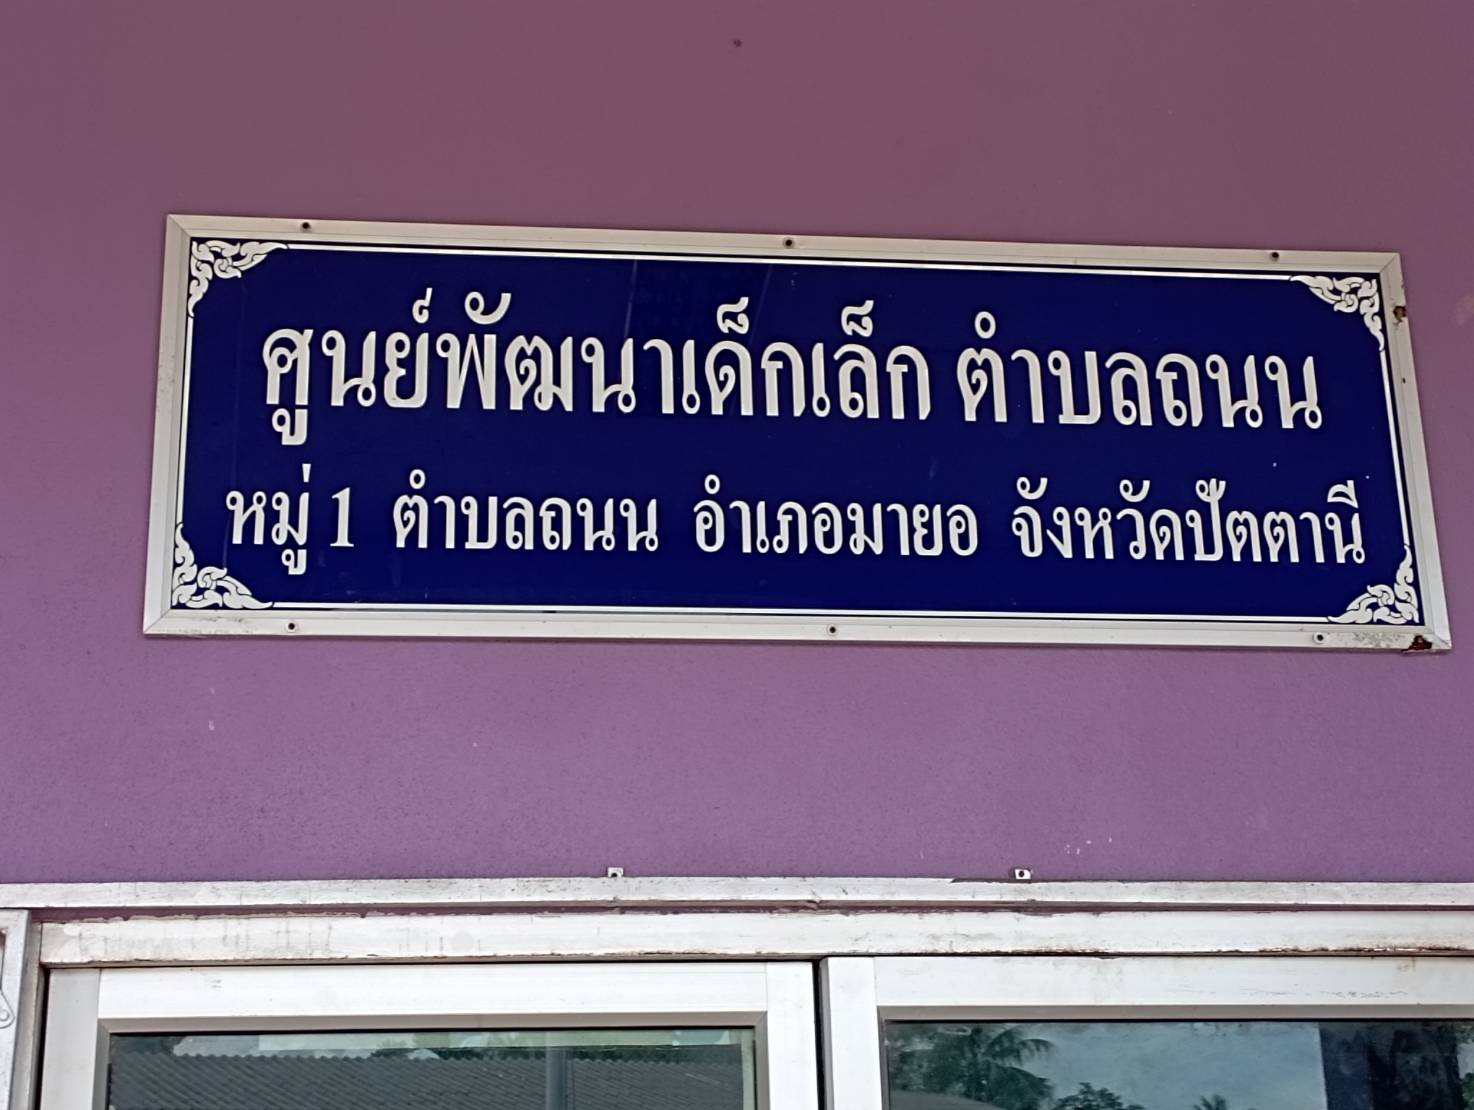 ศูนย์พัฒนาเด็กเล็ก ตำบลถนน
หมู่ 1 ตำบลถนน อำเภอมายอ จังหวัดปัตตานี